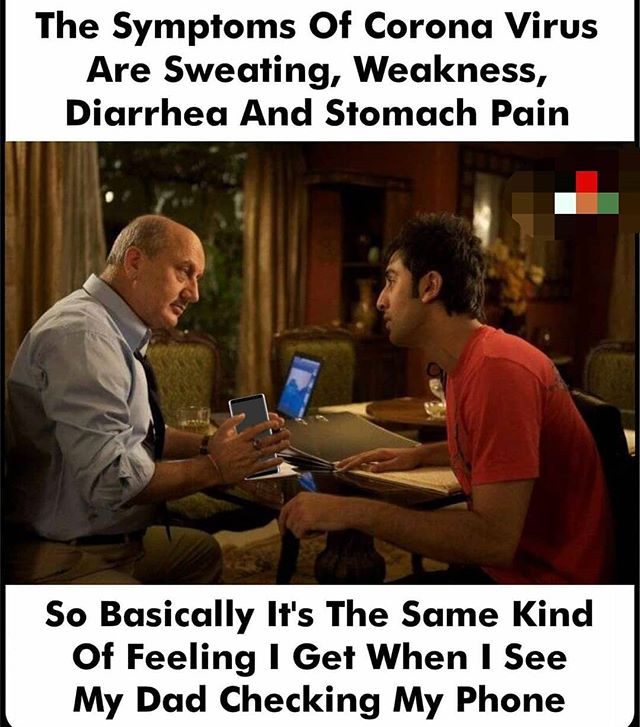 The Symptoms Of Corona Virus
Are Sweating, Weakness,
Diarrhea And Stomach Pain
So Basically It's The Same Kind
Of Feeling I Get When I See
My Dad Checking My Phone